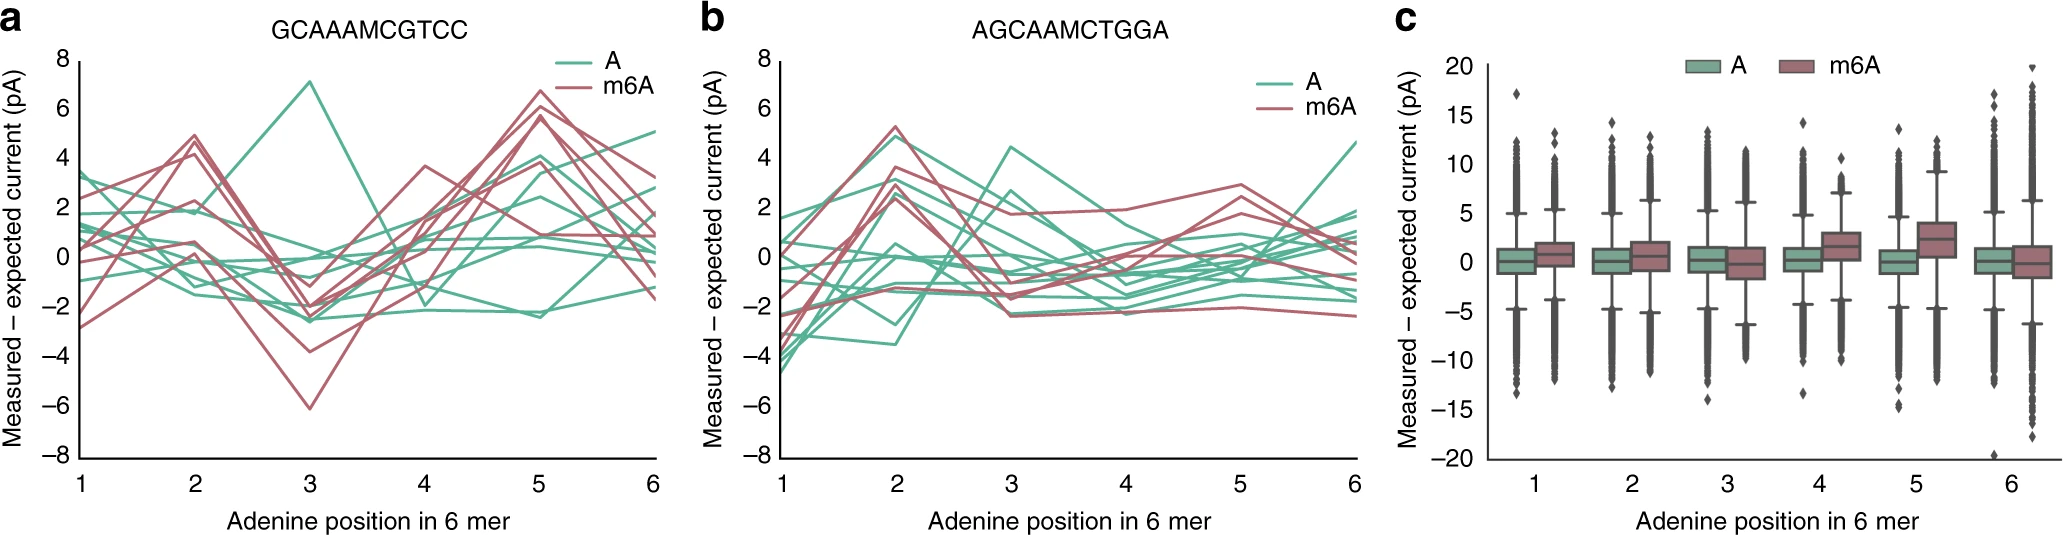 a
GCAAAMCGTCC
A
m6A
Measured – expected current (pA)
8
6
4
2
0
–2
–4
–6
–8
1 2 3 4 5 6
Adenine position in 6 mer
b
AGCAAMCTGGA
A
m6A
Measured – expected current (pA)
8
6
4
2
0
–2
–4
–6
–8
1 2 3 4 5 6
Adenine position in 6 mer
c
A m6A
Measured – expected current (pA)
20
15
10
5
0
–5
–10
–15
–20
1 2 3 4 5 6
Adenine position in 6 mer